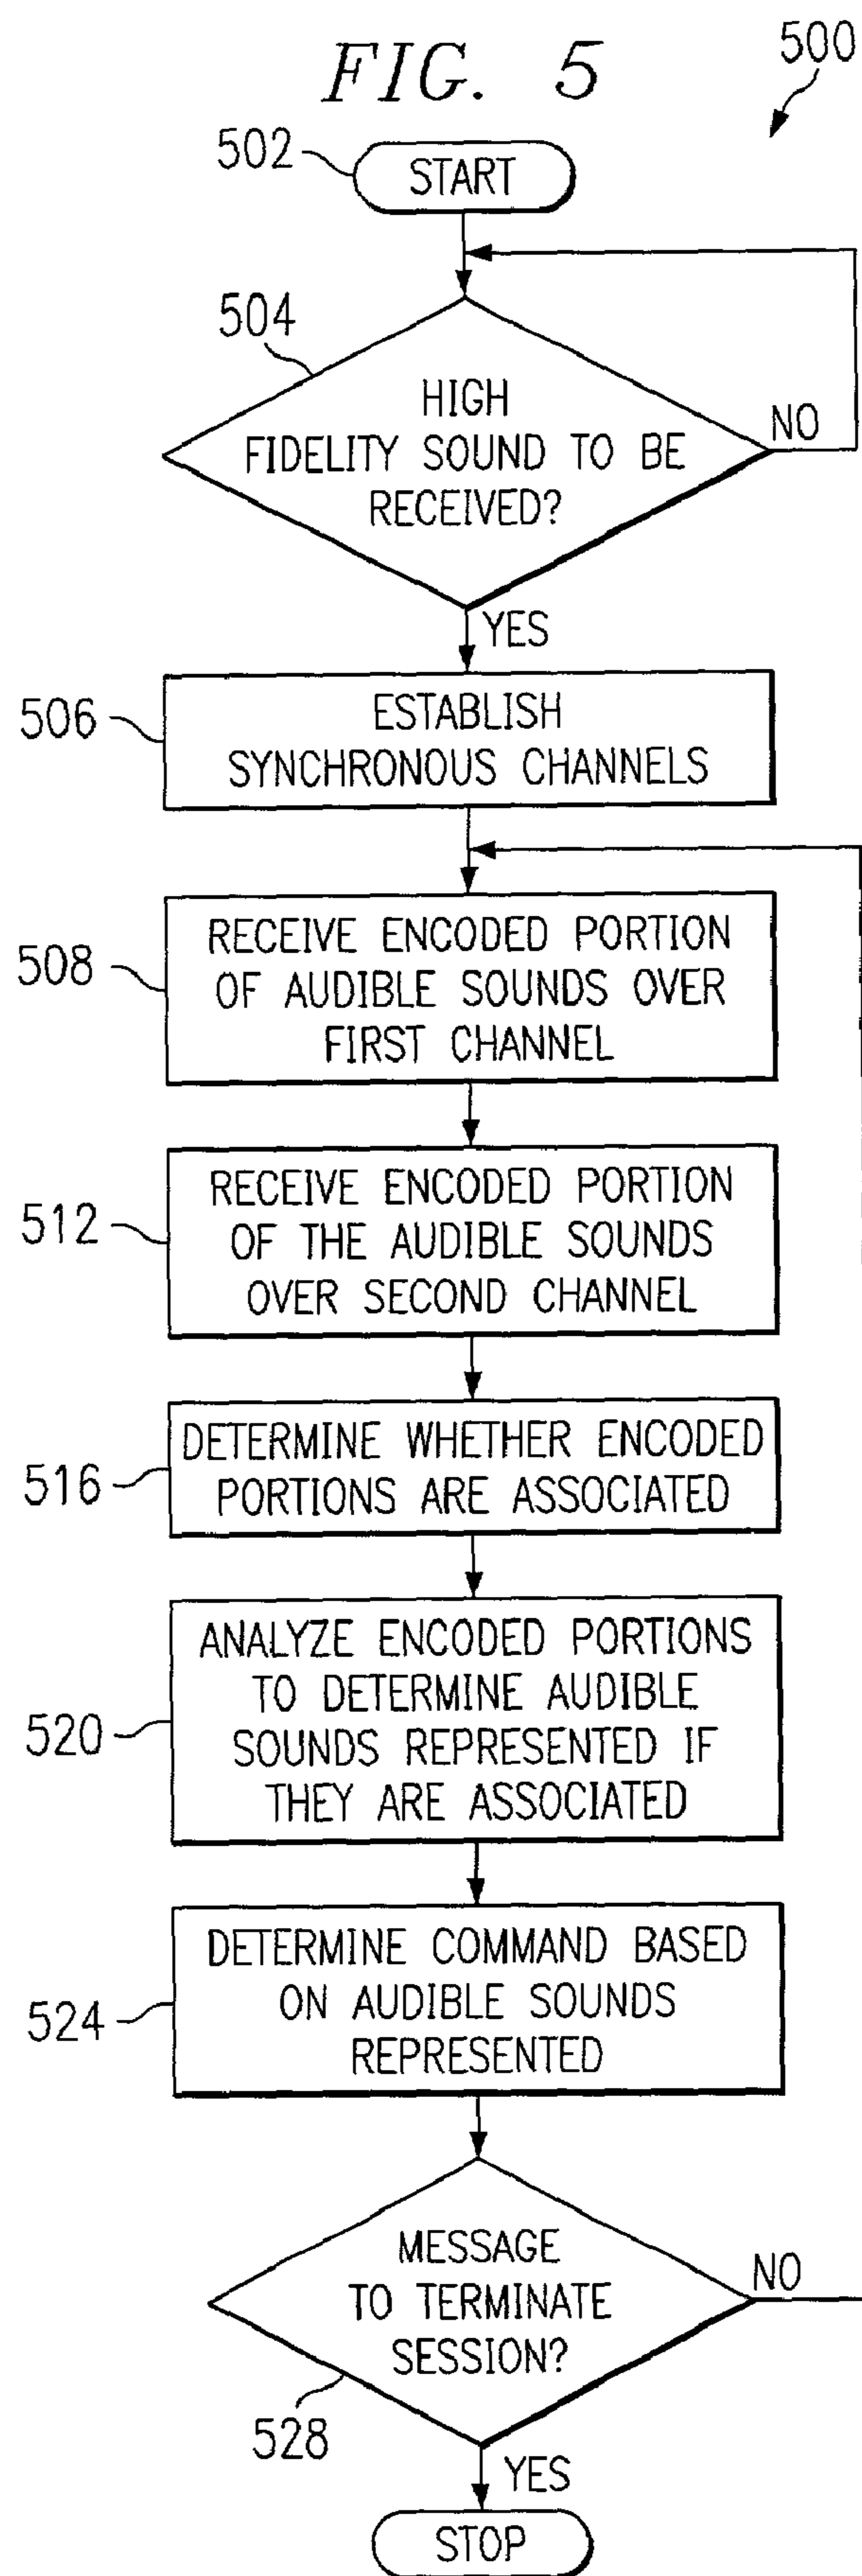 FIG. 5
500
502
START
504
HIGH
FIDELITY SOUND TO BE
RECEIVED?
NO
YES
506
ESTABLISH
SYNCHRONOUS CHANNELS
508
RECEIVE ENCODED PORTION
OF AUDIBLE SOUNDS OVER
FIRST CHANNEL
512
RECEIVE ENCODED PORTION
OF THE AUDIBLE SOUNDS
OVER SECOND CHANNEL
516
DETERMINE WHETHER ENCODED
PORTIONS ARE ASSOCIATED
520
ANALYZE ENCODED PORTIONS
TO DETERMINE AUDIBLE
SOUNDS REPRESENTED IF
THEY ARE ASSOCIATED
524
DETERMINE COMMAND BASED
ON AUDIBLE SOUNDS
REPRESENTED
MESSAGE
TO TERMINATE
SESSION?
NO
528
YES
STOP